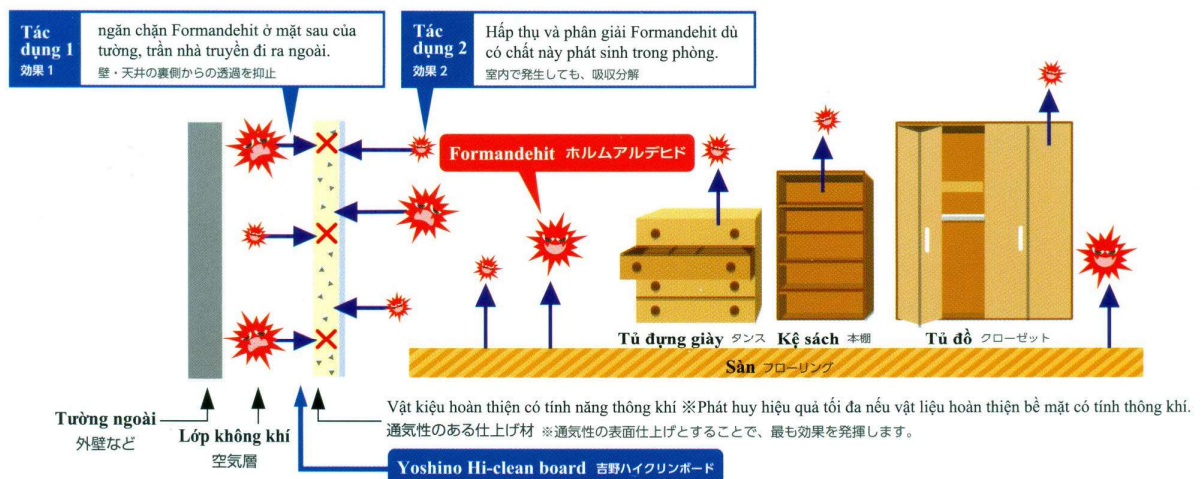 Tác
dụng 1
効果1
ngăn chặn Formandehit ở mặt sau của
tường, trần nhà truyền đi ra ngoài.
壁・天井の裏側からの透過を抑止
Tác
dụng 2
効果2
Hấp thụ và phân giải Formandehit dù
có chất này phát sinh trong phòng.
室内で発生しても、吸収分解
Formandehit ホルムアルデヒド
Tủ đựng giày タンス
Kệ sách 本棚
Tủ đồ クローゼット
Sàn フローリング
Tường ngoài
外壁など
Lớp không khí
空気層
Vật kiệu hoàn thiện có tính năng thông khí ※Phát huy hiệu quả tối đa nếu vật liệu hoàn thiện bề mặt có tính thông khí.
通気性のある仕上げ材 ※通気性の表面仕上げとすることで、最も効果を発揮します。
Yoshino Hi-clean board 吉野ハイクリンボード